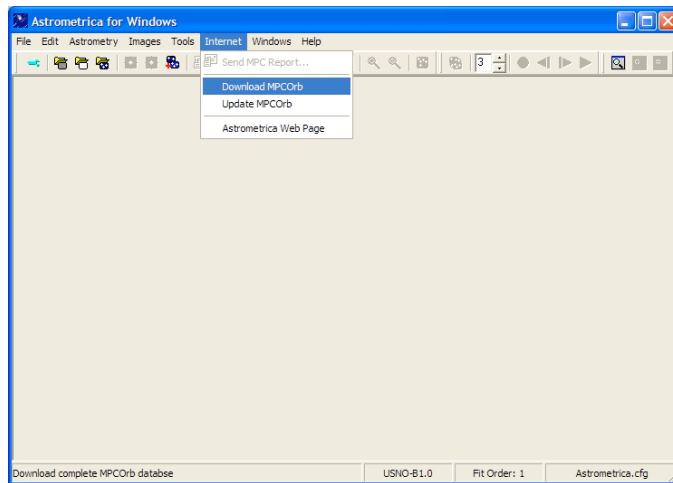 Astrometrica for Windows
File Edit Astrometry Images Tools Internet Windows Help
Send MPC Report...
3
Download MPCOrb
Update MPCOrb
Astrometrica Web Page
Download complete MPCOrb databse
USNO-B1.0
Fit Order: 1
Astrometrica.cfg